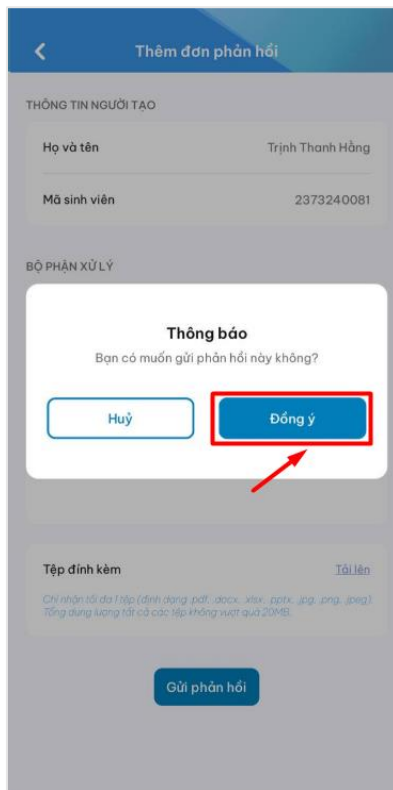 Thêm đơn phản hồi
THÔNG TIN NGƯỜI TẠO
Họ và tên Trịnh Thanh Hằng
Mã sinh viên 2373240081
BỘ PHẬN XỬ LÝ
Thông báo
Bạn có muốn gửi phản hồi này không?
Huỷ Đồng ý
Tệp đính kèm Tải lên
Chỉ nhận tối đa 1 tệp (định dạng .pdf, .docx, .xlsx, .pptx, .jpg, .png, .jpeg).
Tổng dung lượng tất cả các tệp không vượt quá 20MB.
Gửi phản hồi